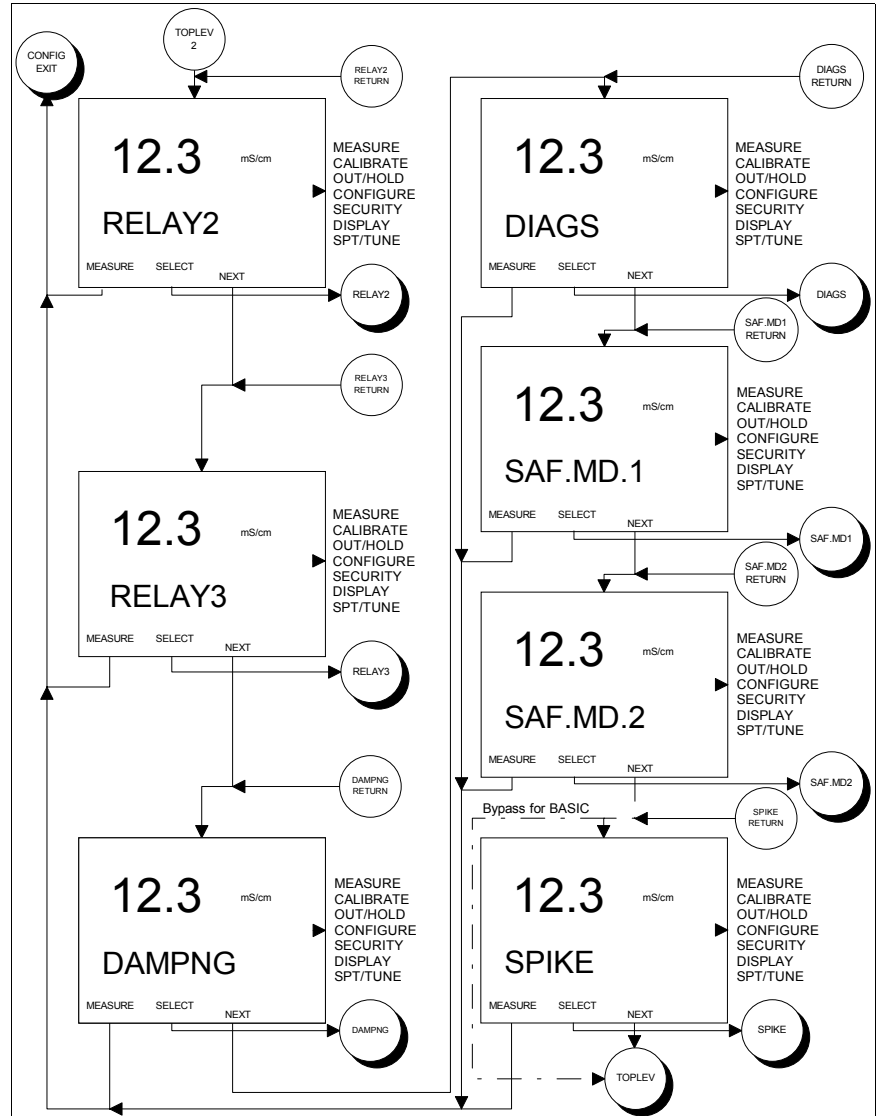 CONFIG
EXIT
TOPLEV
2
RELAY2
RETURN
12.3 mS/cm
RELAY2
MEASURE SELECT
NEXT
MEASURE
CALIBRATE
OUT/HOLD
CONFIGURE
SECURITY
DISPLAY
SPT/TUNE
RELAY2
RELAY3
RETURN
12.3 mS/cm
RELAY3
MEASURE SELECT
NEXT
MEASURE
CALIBRATE
OUT/HOLD
CONFIGURE
SECURITY
DISPLAY
SPT/TUNE
RELAY3
DAMPNG
RETURN
12.3 mS/cm
DAMPNG
MEASURE SELECT
NEXT
MEASURE
CALIBRATE
OUT/HOLD
CONFIGURE
SECURITY
DISPLAY
SPT/TUNE
DAMPNG
DIAGS
RETURN
12.3 mS/cm
DIAGS
MEASURE SELECT
NEXT
MEASURE
CALIBRATE
OUT/HOLD
CONFIGURE
SECURITY
DISPLAY
SPT/TUNE
DIAGS
SAF.MD1
RETURN
12.3 mS/cm
SAF.MD.1
MEASURE SELECT
NEXT
MEASURE
CALIBRATE
OUT/HOLD
CONFIGURE
SECURITY
DISPLAY
SPT/TUNE
SAF.MD1
SAF.MD2
RETURN
12.3 mS/cm
SAF.MD.2
MEASURE SELECT
NEXT
MEASURE
CALIBRATE
OUT/HOLD
CONFIGURE
SECURITY
DISPLAY
SPT/TUNE
SAF.MD2
Bypass for BASIC
SPIKE
RETURN
12.3 mS/cm
SPIKE
MEASURE SELECT
NEXT
MEASURE
CALIBRATE
OUT/HOLD
CONFIGURE
SECURITY
DISPLAY
SPT/TUNE
SPIKE
TOPLEV